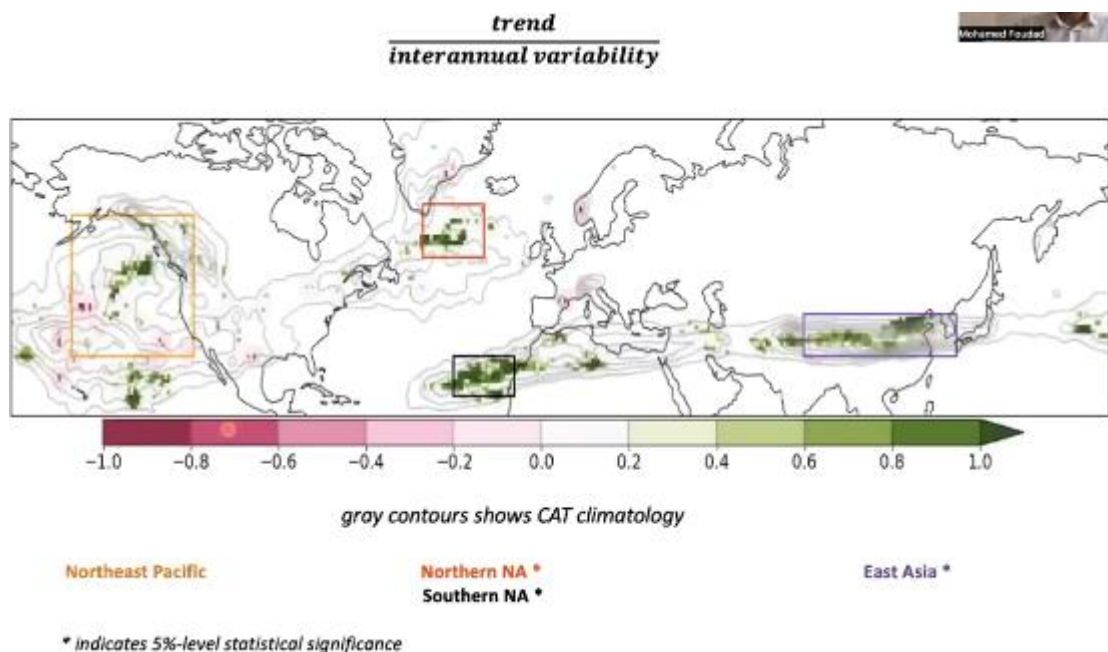 trend
interannual variability
Mohamed Foudad
−1.0 −0.8 −0.6 −0.4 −0.2 0.0 0.2 0.4 0.6 0.8 1.0
gray contours shows CAT climatology
Northeast Pacific Northern NA * East Asia *
Southern NA *
* indicates 5%-level statistical significance